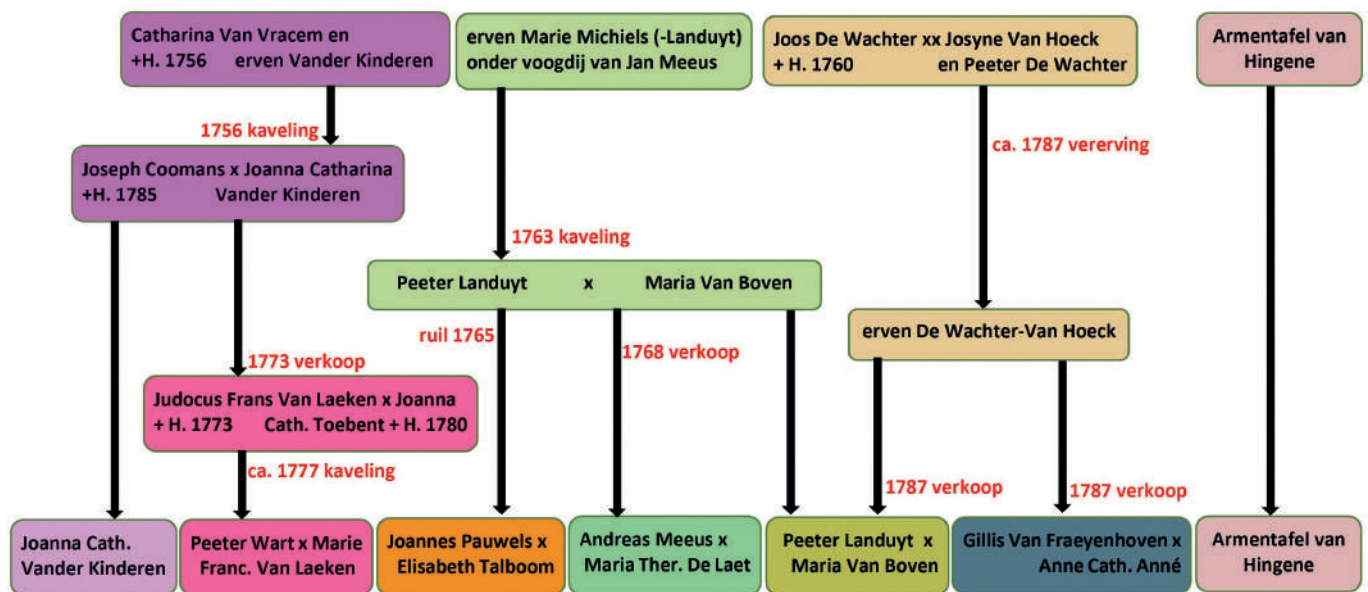 Catharina Van Vracem en
+H. 1756 erven Vander Kinderen
erven Marie Michiels (-Landuyt)
onder voogdij van Jan Meeus
Joos De Wachter xx Josyne Van Hoeck
+ H. 1760 en Peeter De Wachter
Armentafel van
Hingene
1756 kaveling
ca. 1787 vererving
Joseph Coomans x Joanna Catharina
+H. 1785 Vander Kinderen
1763 kaveling
Peeter Landuyt x Maria Van Boven
ruil 1765
1768 verkoop
erven De Wachter-Van Hoeck
1773 verkoop
Judocus Frans Van Laeken x Joanna
+ H. 1773 Cath. Toebent + H. 1780
ca. 1777 kaveling
1787 verkoop
1787 verkoop
Joanna Cath.
Vander Kinderen
Peeter Wart x Marie
Franc. Van Laeken
Joannes Pauwels x
Elisabeth Talboom
Andreas Meeus x
Maria Ther. De Laet
Peeter Landuyt x
Maria Van Boven
Gillis Van Fraeyenhoven x
Anne Cath. Anné
Armentafel van
Hingene